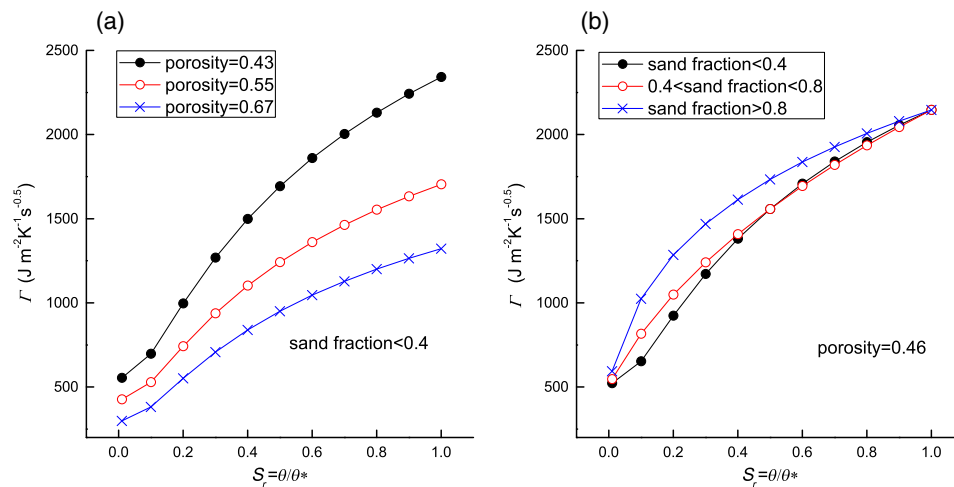 (a)
2500
2000
1500
1000
500
Γ (J m⁻²K⁻¹s⁻⁰·⁵)
porosity=0.43
porosity=0.55
porosity=0.67
sand fraction<0.4
0.0 0.2 0.4 0.6 0.8 1.0
Sᵣ=θ/θ*
(b)
2500
2000
1500
1000
500
Γ (J m⁻²K⁻¹s⁻⁰·⁵)
sand fraction<0.4
0.4<sand fraction<0.8
sand fraction>0.8
porosity=0.46
0.0 0.2 0.4 0.6 0.8 1.0
Sᵣ=θ/θ*